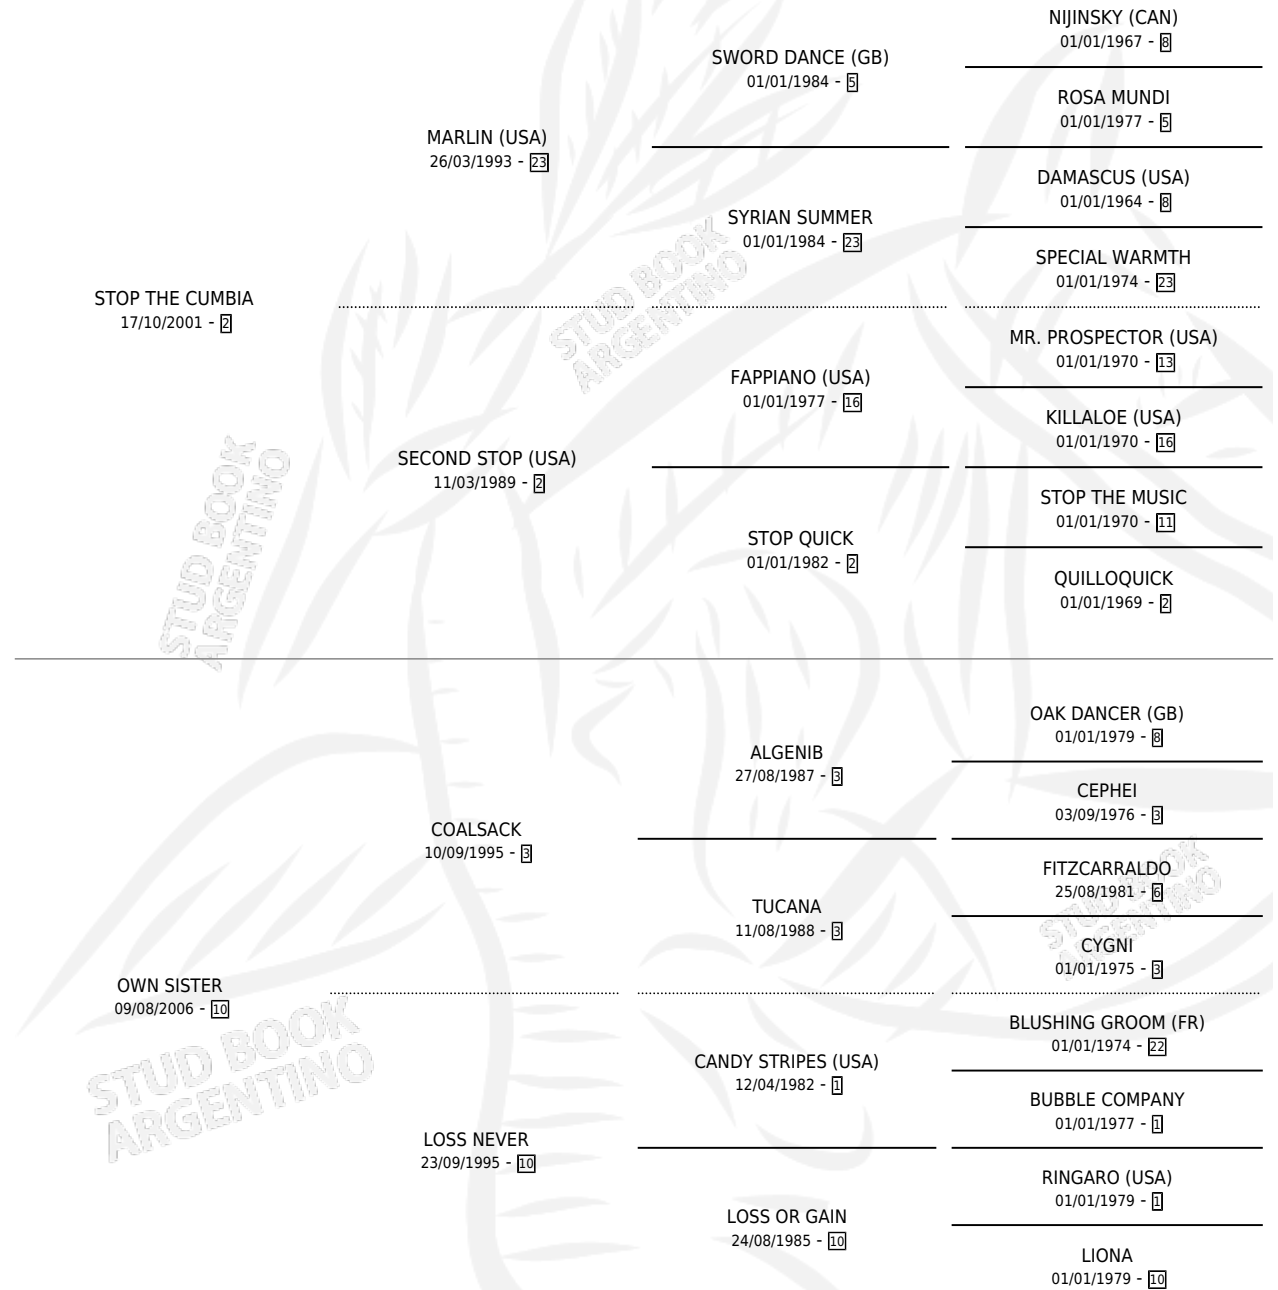 NIJINSKY (CAN)
01/01/1967 - 8
SWORD DANCE (GB)
01/01/1984 - 5
ROSA MUNDI
01/01/1977 - 5
MARLIN (USA)
26/03/1993 - 23
DAMASCUS (USA)
01/01/1964 - 8
SYRIAN SUMMER
01/01/1984 - 23
SPECIAL WARMTH
01/01/1974 - 23
STOP THE CUMBIA
17/10/2001 - 2
MR. PROSPECTOR (USA)
01/01/1970 - 13
FAPPIANO (USA)
01/01/1977 - 16
KILLALOE (USA)
01/01/1970 - 16
SECOND STOP (USA)
11/03/1989 - 2
STOP THE MUSIC
01/01/1970 - 11
STOP QUICK
01/01/1982 - 2
QUILLOQUICK
01/01/1969 - 2
STUD BOOK
ARGENTINO
STUD BOOK
ARGENTINO
OAK DANCER (GB)
01/01/1979 - 8
ALGENIB
27/08/1987 - 3
CEPHEI
03/09/1976 - 3
COALSACK
10/09/1995 - 3
FITZCARRALDO
25/08/1981 - 6
TUCANA
11/08/1988 - 3
CYGNI
01/01/1975 - 3
OWN SISTER
09/08/2006 - 10
BLUSHING GROOM (FR)
01/01/1974 - 22
CANDY STRIPES (USA)
12/04/1982 - 1
BUBBLE COMPANY
01/01/1977 - 1
LOSS NEVER
23/09/1995 - 10
RINGARO (USA)
01/01/1979 - 1
LOSS OR GAIN
24/08/1985 - 10
LIONA
01/01/1979 - 10
STUD BOOK
ARGENTINO
STUD BOOK
ARGENTINO